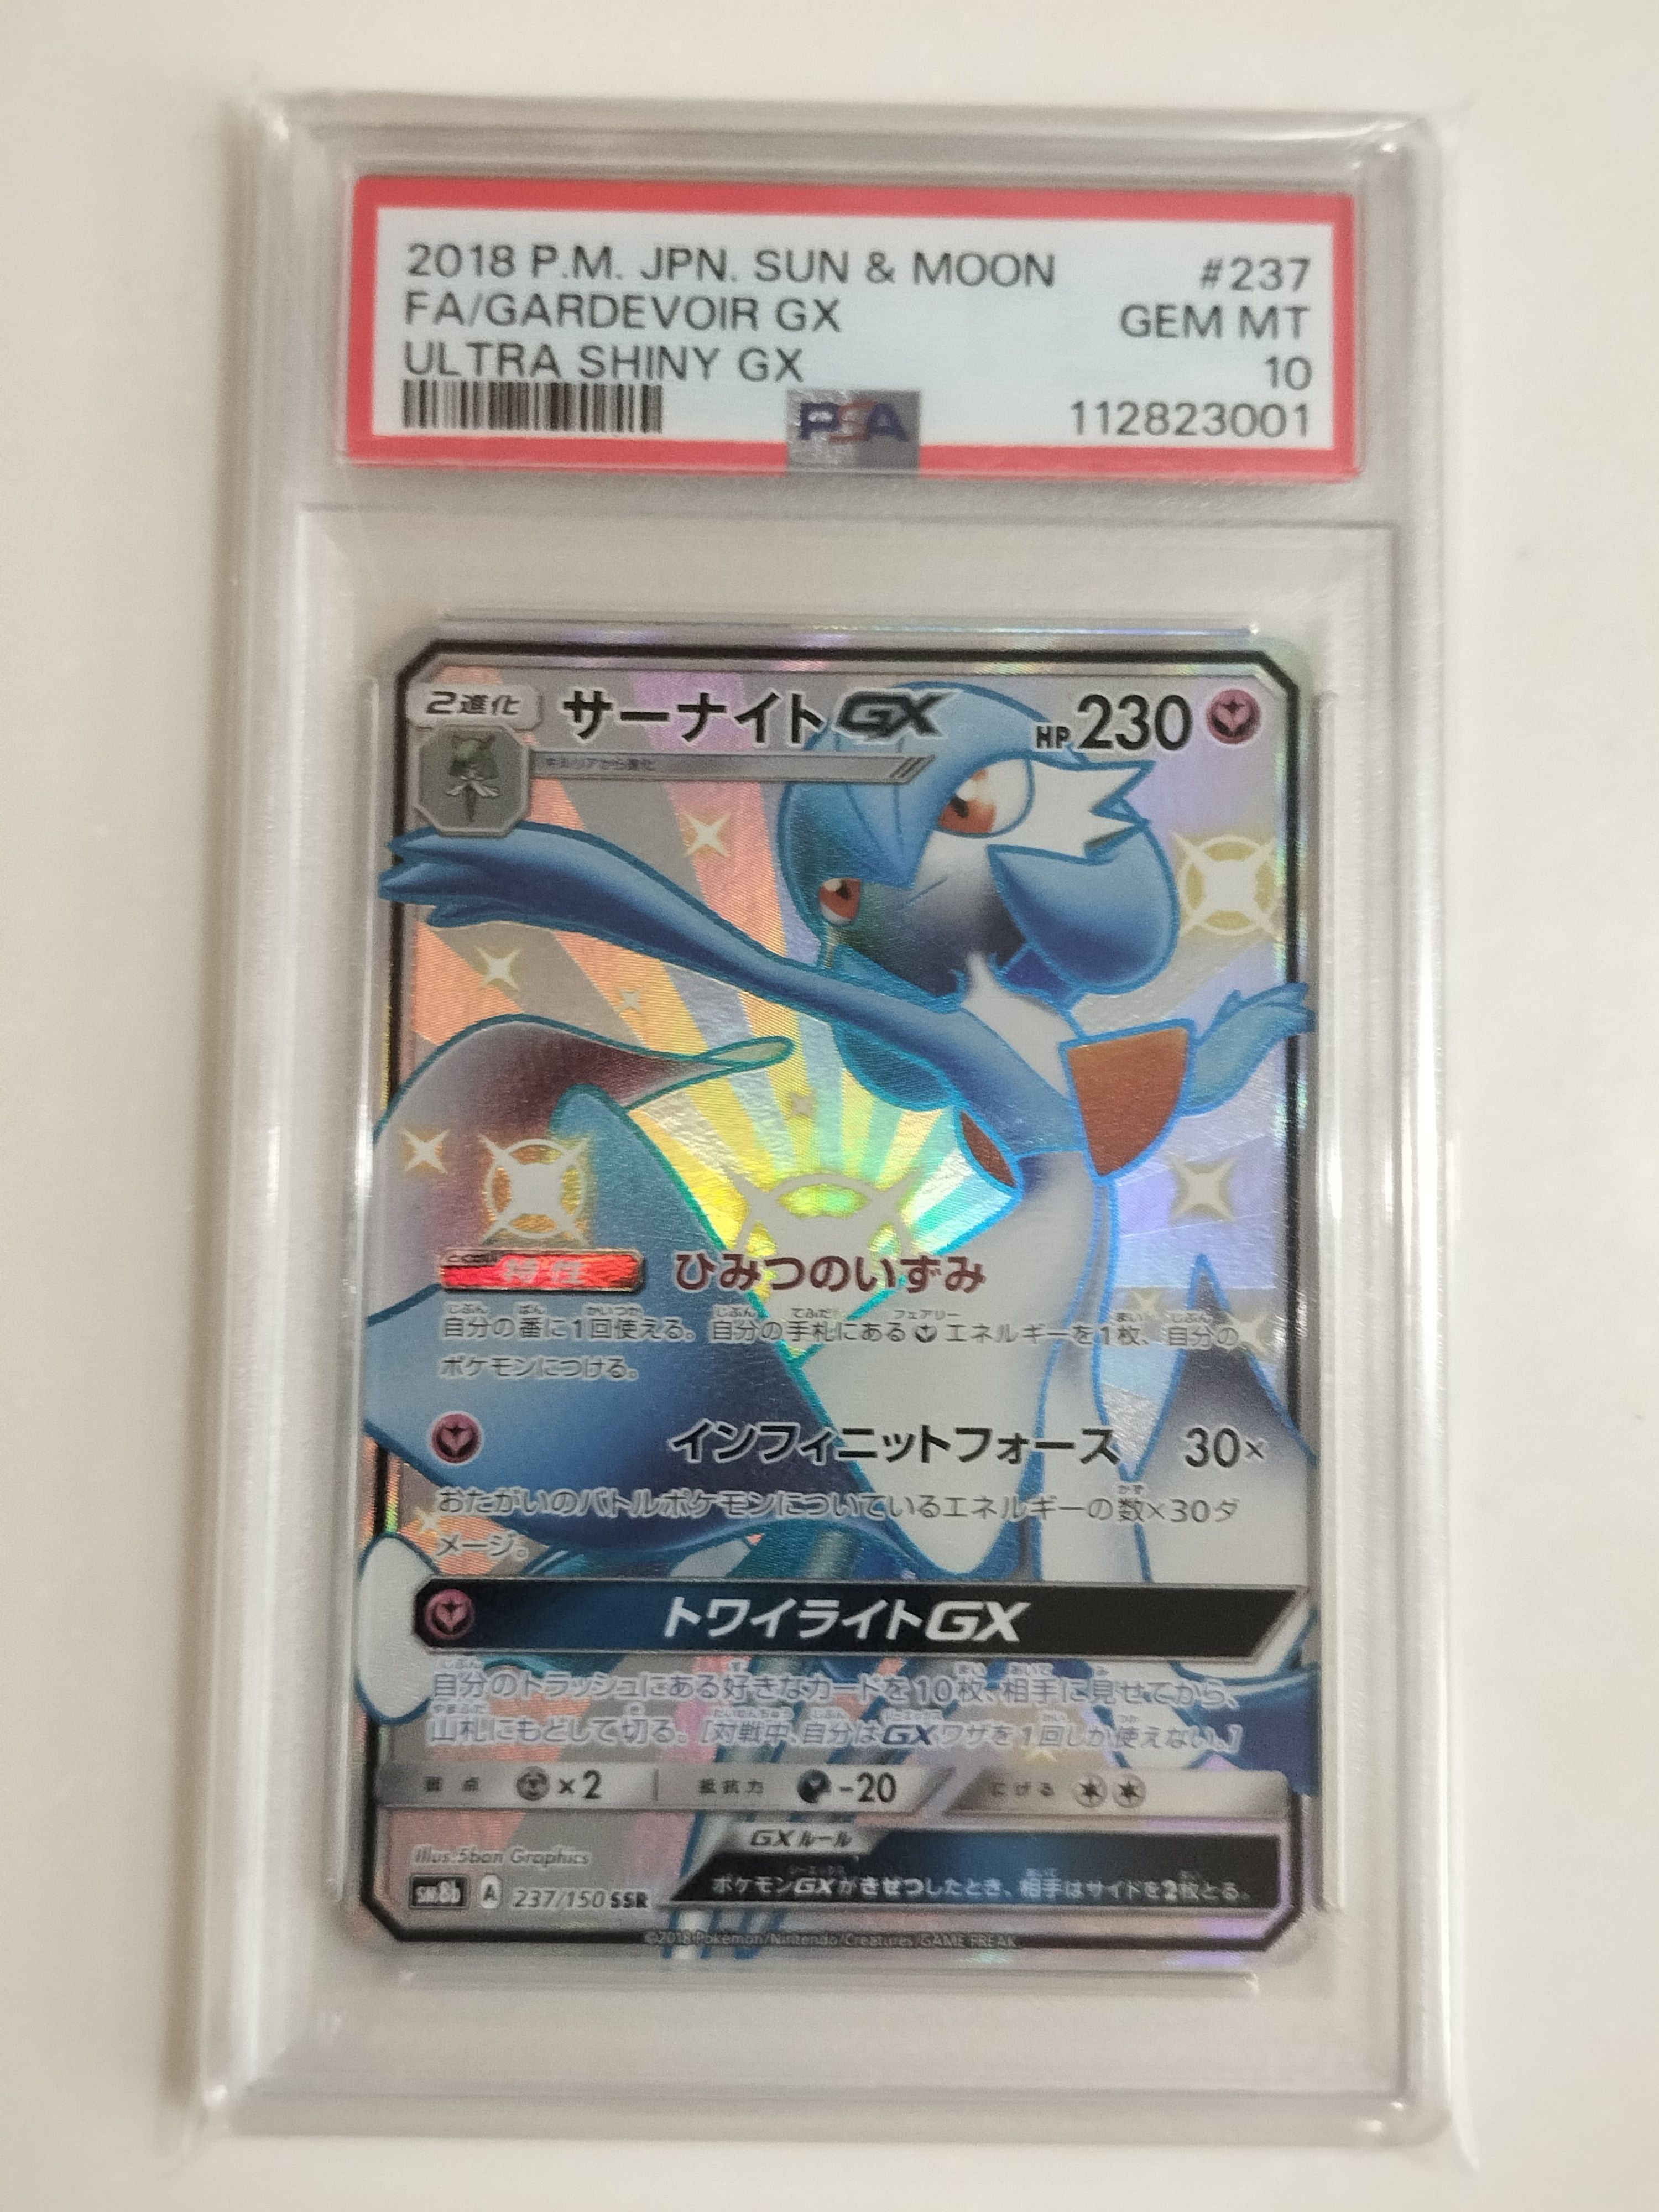 2018 P.M. JPN. SUN & MOON #237
FA/GARDEVOIR GX GEM MT
ULTRA SHINY GX 10
PSA 112823001
2進化 サーナイトGX HP230
キルリアから進化
特性 ひみつのいずみ
自分の番に1回使える。自分の手札にあるエネルギーを1枚、自分の
ポケモンにつける。
インフィニットフォース 30×
おたがいのバトルポケモンについているエネルギーの数×30ダ
メージ。
トワイライトGX
自分のトラッシュにある好きなカードを10枚、相手に見せてから、
山札にもどして切る。[対戦中、自分はGXワザを1回しか使えない。]
弱点 ×2 抵抗力 -20 にげる
GXルール
ポケモンGXがきぜつしたとき、相手はサイドを2枚とる。
Illus.5ban Graphics
SM8b A 237/150 SSR
©2018 Pokémon/Nintendo/Creatures/GAME FREAK